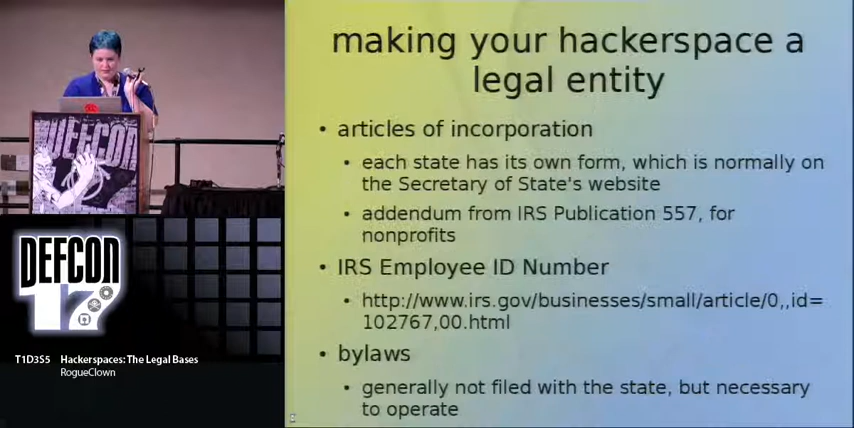 making your hackerspace a
legal entity
• articles of incorporation
• each state has its own form, which is normally on
the Secretary of State's website
• addendum from IRS Publication 557, for
nonprofits
• IRS Employee ID Number
• http://www.irs.gov/businesses/small/article/0,,id=
102767,00.html
• bylaws
• generally not filed with the state, but necessary
to operate
DEFCON
DEFCON
17
T1D3S5 Hackerspaces: The Legal Bases
RogueClown